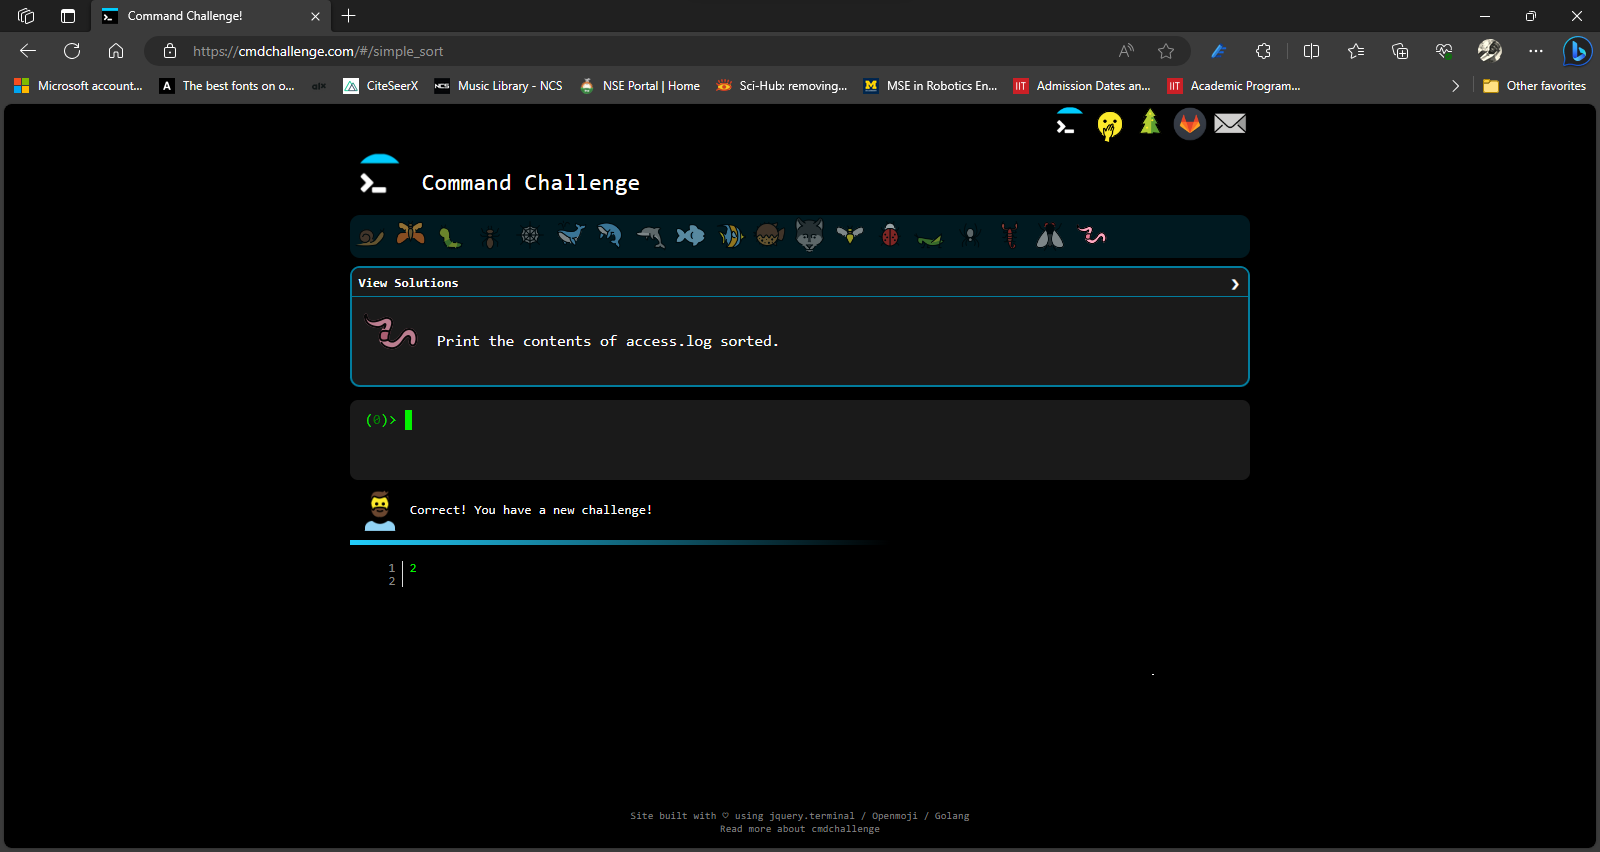 Command Challenge!
https://cmdchallenge.com/#/simple_sort
Microsoft account... The best fonts on o... CiteSeerX NCS Music Library - NCS NSE Portal | Home Sci-Hub: removing... MSE in Robotics En... IIT Admission Dates an... IIT Academic Program... Other favorites
Command Challenge
View Solutions
Print the contents of access.log sorted.
(0)>
Correct! You have a new challenge!
1 2
2
Site built with ♡ using jquery.terminal / Openmoji / Golang
Read more about cmdchallenge